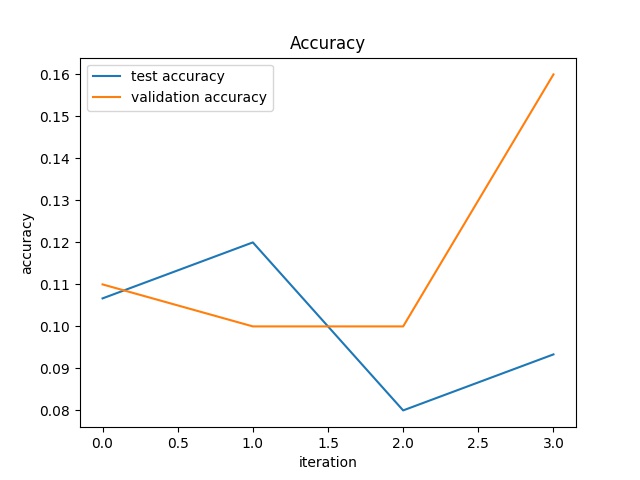 Accuracy
test accuracy
validation accuracy
0.16
0.15
0.14
0.13
0.12
0.11
0.10
0.09
0.08
accuracy
0.0 0.5 1.0 1.5 2.0 2.5 3.0
iteration